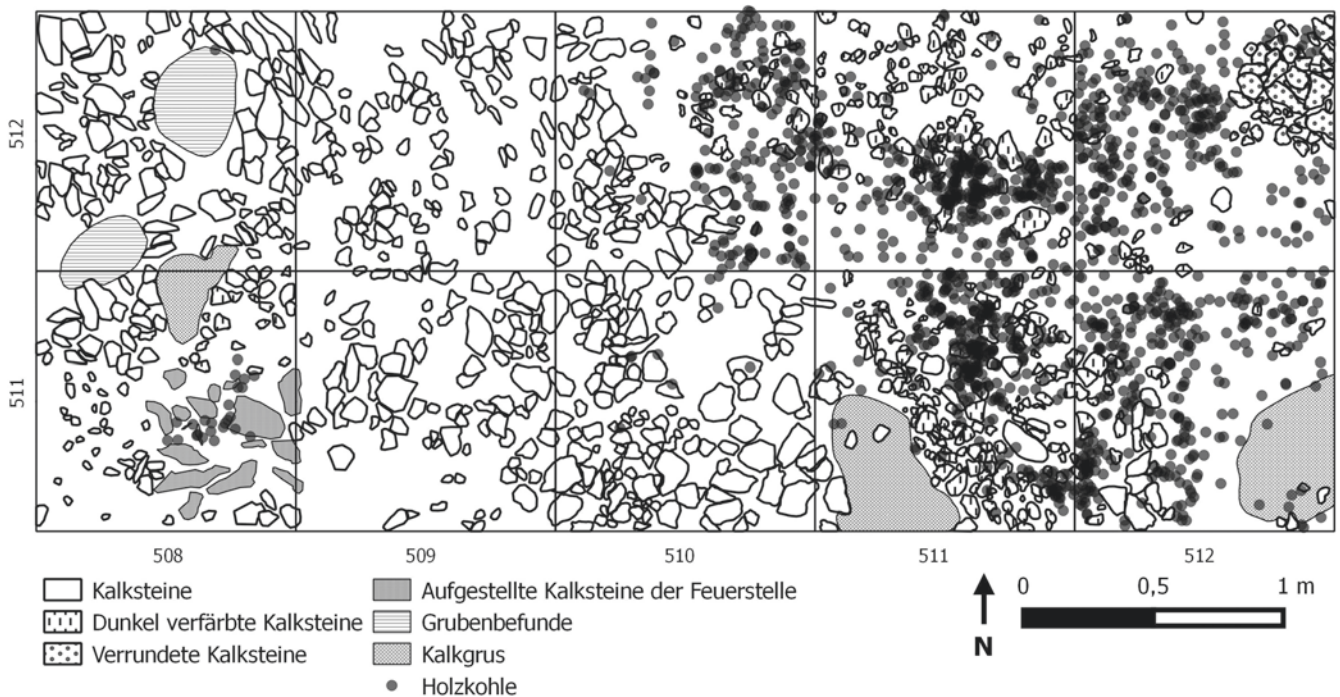 512
511
508 509 510 511 512
Kalksteine
Dunkel verfärbte Kalksteine
Verrundete Kalksteine
Aufgestellte Kalksteine der Feuerstelle
Grubenbefunde
Kalkgrus
Holzkohle
N
0 0,5 1 m